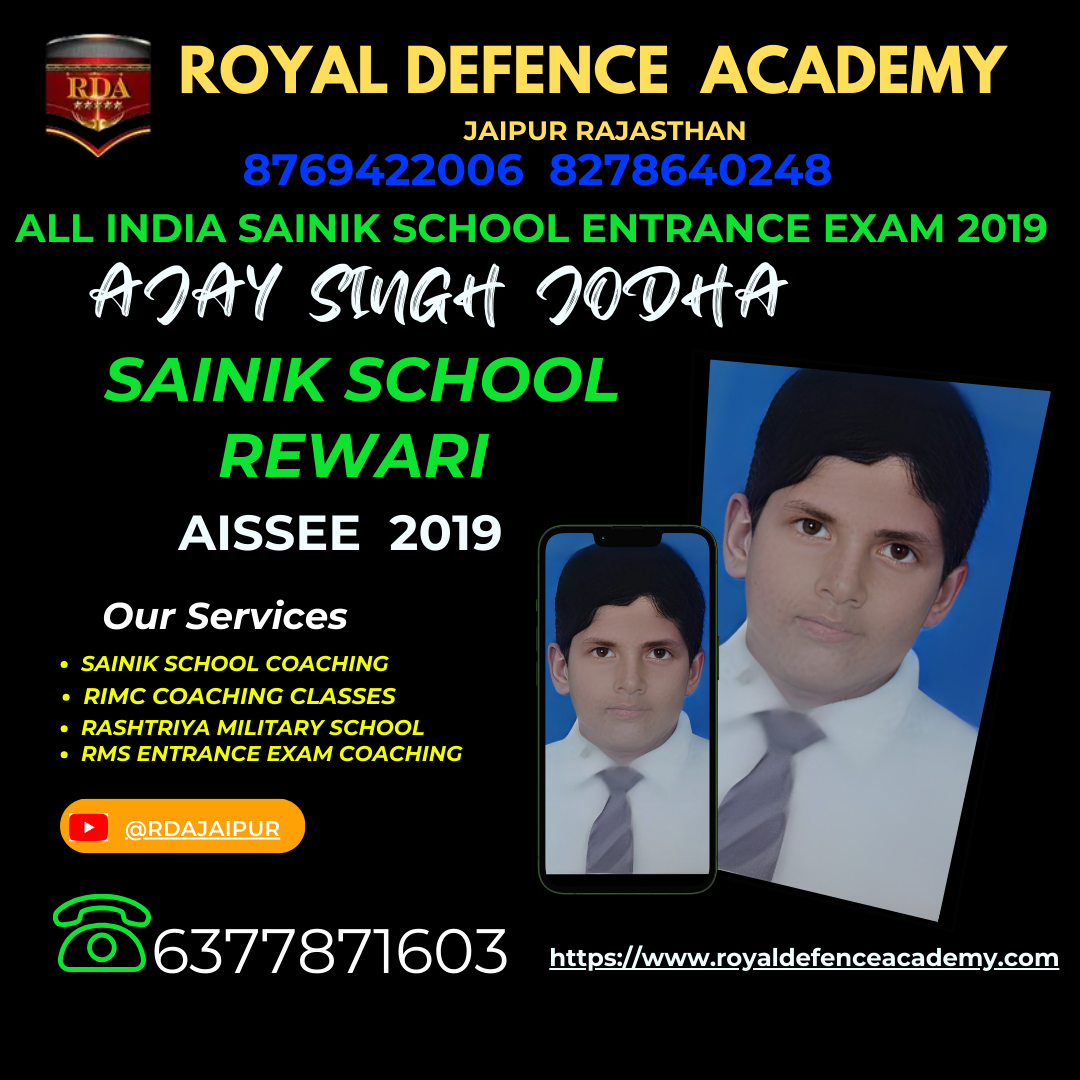 RDA
ROYAL DEFENCE ACADEMY
JAIPUR RAJASTHAN
8769422006 8278640248
ALL INDIA SAINIK SCHOOL ENTRANCE EXAM 2019
AJAY SINGH JODHA
SAINIK SCHOOL
REWARI
AISSEE 2019
Our Services
• SAINIK SCHOOL COACHING
• RIMC COACHING CLASSES
• RASHTRIYA MILITARY SCHOOL
• RMS ENTRANCE EXAM COACHING
@RDAJAIPUR
6377871603
https://www.royaldefenceacademy.com